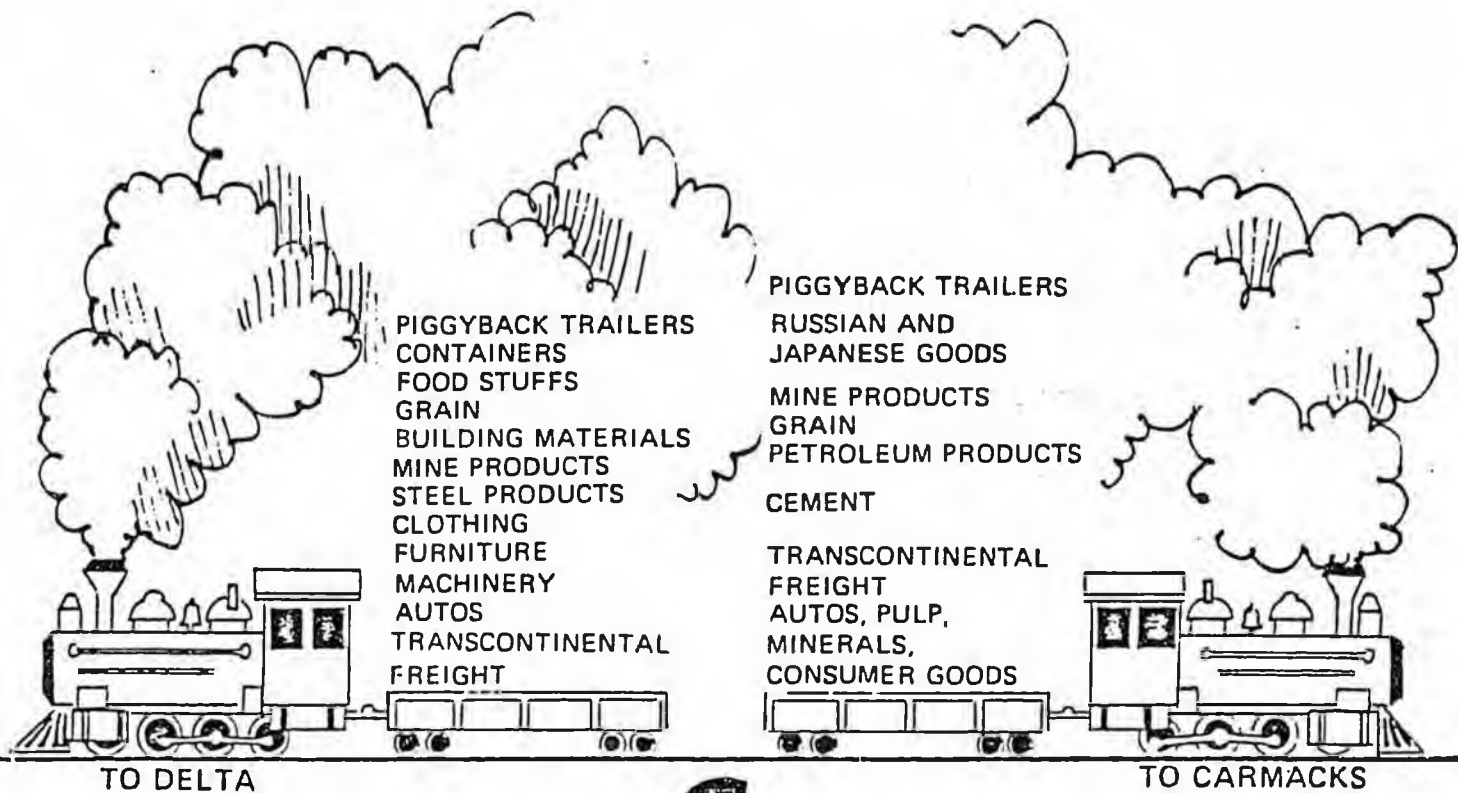 PIGGYBACK TRAILERS
CONTAINERS
FOOD STUFFS
GRAIN
BUILDING MATERIALS
MINE PRODUCTS
STEEL PRODUCTS
CLOTHING
FURNITURE
MACHINERY
AUTOS
TRANSCONTINENTAL
FREIGHT
PIGGYBACK TRAILERS
RUSSIAN AND
JAPANESE GOODS
MINE PRODUCTS
GRAIN
PETROLEUM PRODUCTS
CEMENT
TRANSCONTINENTAL
FREIGHT
AUTOS, PULP,
MINERALS,
CONSUMER GOODS
TO DELTA
TO CARMACKS